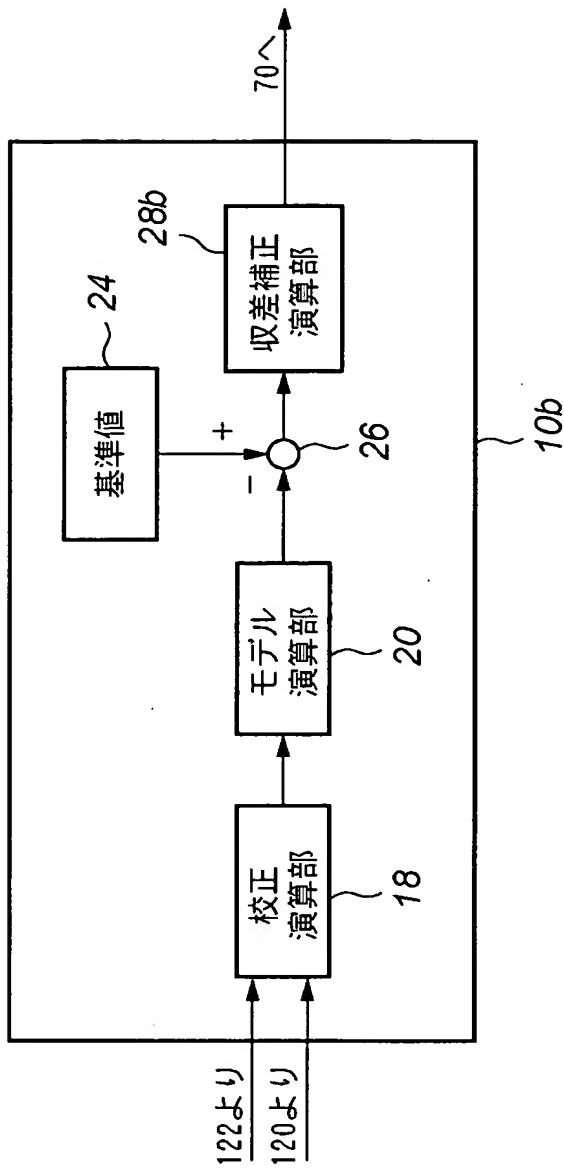 122より
120より
校正
演算部
18
モデル
演算部
20
基準値
24
+
-
26
収差補正
演算部
28b
70へ
10b